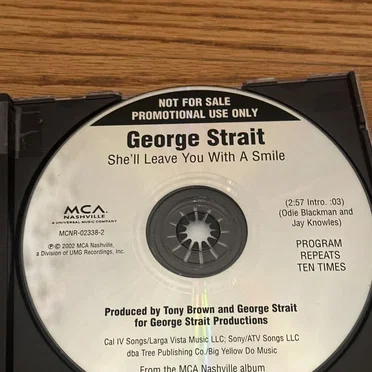 NOT FOR SALE
PROMOTIONAL USE ONLY
George Strait
She'll Leave You With A Smile
MCA
NASHVILLE
A UNIVERSAL MUSIC COMPANY
MCNR-02338-2
℗© 2002 MCA Nashville,
a Division of UMG Recordings, Inc.
(2:57 Intro. :03)
(Odie Blackman and
Jay Knowles)
PROGRAM
REPEATS
TEN TIMES
Produced by Tony Brown and George Strait
for George Strait Productions
Cal IV Songs/Larga Vista Music LLC; Sony/ATV Songs LLC
dba Tree Publishing Co./Big Yellow Do Music
From the MCA Nashville album